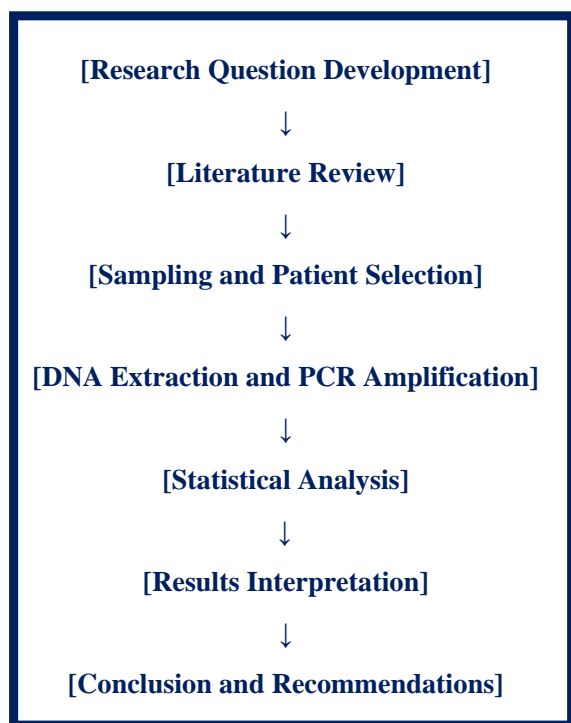 [Research Question Development]
↓
[Literature Review]
↓
[Sampling and Patient Selection]
↓
[DNA Extraction and PCR Amplification]
↓
[Statistical Analysis]
↓
[Results Interpretation]
↓
[Conclusion and Recommendations]